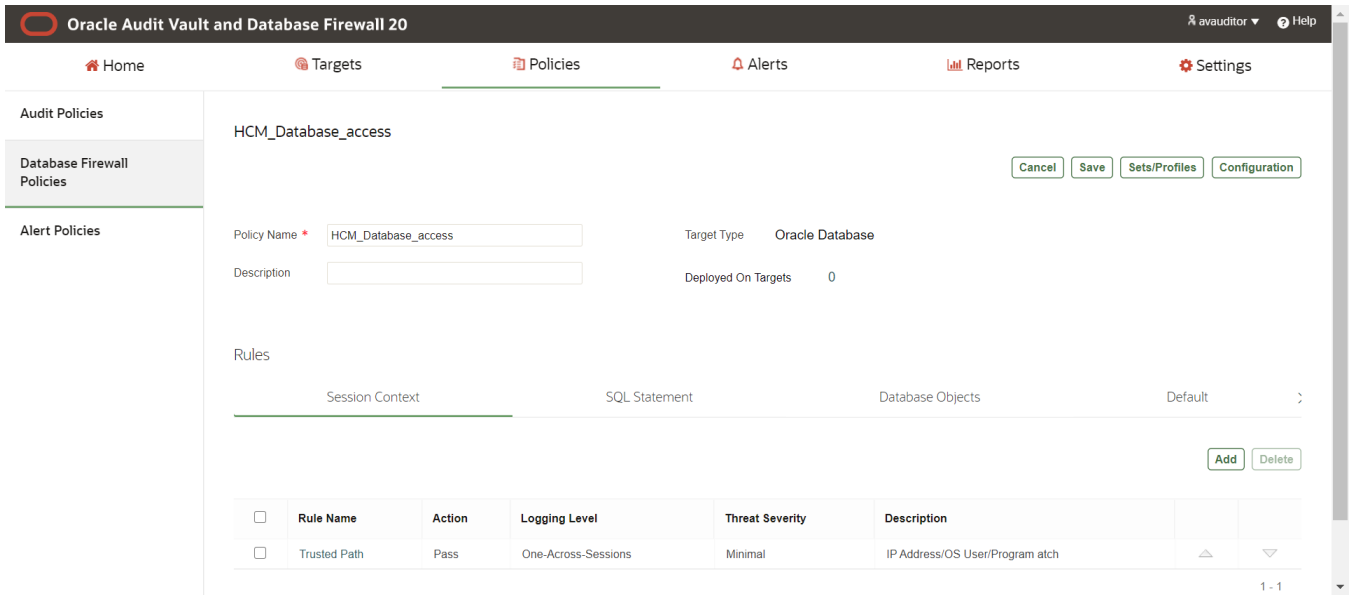 Oracle Audit Vault and Database Firewall 20
avauditor
Help
Home
Targets
Policies
Alerts
Reports
Settings
Audit Policies
Database Firewall
Policies
Alert Policies
HCM_Database_access
Cancel
Save
Sets/Profiles
Configuration
Policy Name *
HCM_Database_access
Target Type
Oracle Database
Description
Deployed On Targets
0
Rules
Session Context
SQL Statement
Database Objects
Default
Add
Delete
Rule Name
Action
Logging Level
Threat Severity
Description
Trusted Path
Pass
One-Across-Sessions
Minimal
IP Address/OS User/Program atch
1 - 1